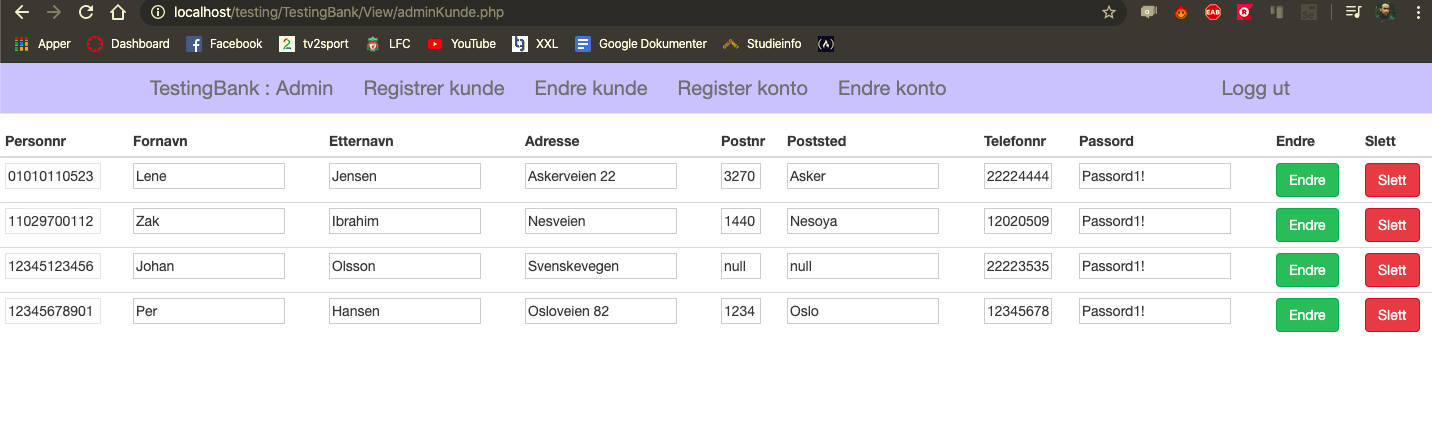 localhost/testing/TestingBank/View/adminKunde.php
Apper Dashboard Facebook tv2sport LFC YouTube XXL Google Dokumenter Studieinfo
TestingBank : Admin Registrer kunde Endre kunde Register konto Endre konto Logg ut
Personnr Fornavn Etternavn Adresse Postnr Poststed Telefonnr Passord Endre Slett
01010110523 Lene Jensen Askerveien 22 3270 Asker 22224444 Passord1! Endre Slett
11029700112 Zak Ibrahim Nesveien 1440 Nesoya 12020509 Passord1! Endre Slett
12345123456 Johan Olsson Svenskevegen null null 22223535 Passord1! Endre Slett
12345678901 Per Hansen Osloveien 82 1234 Oslo 12345678 Passord1! Endre Slett